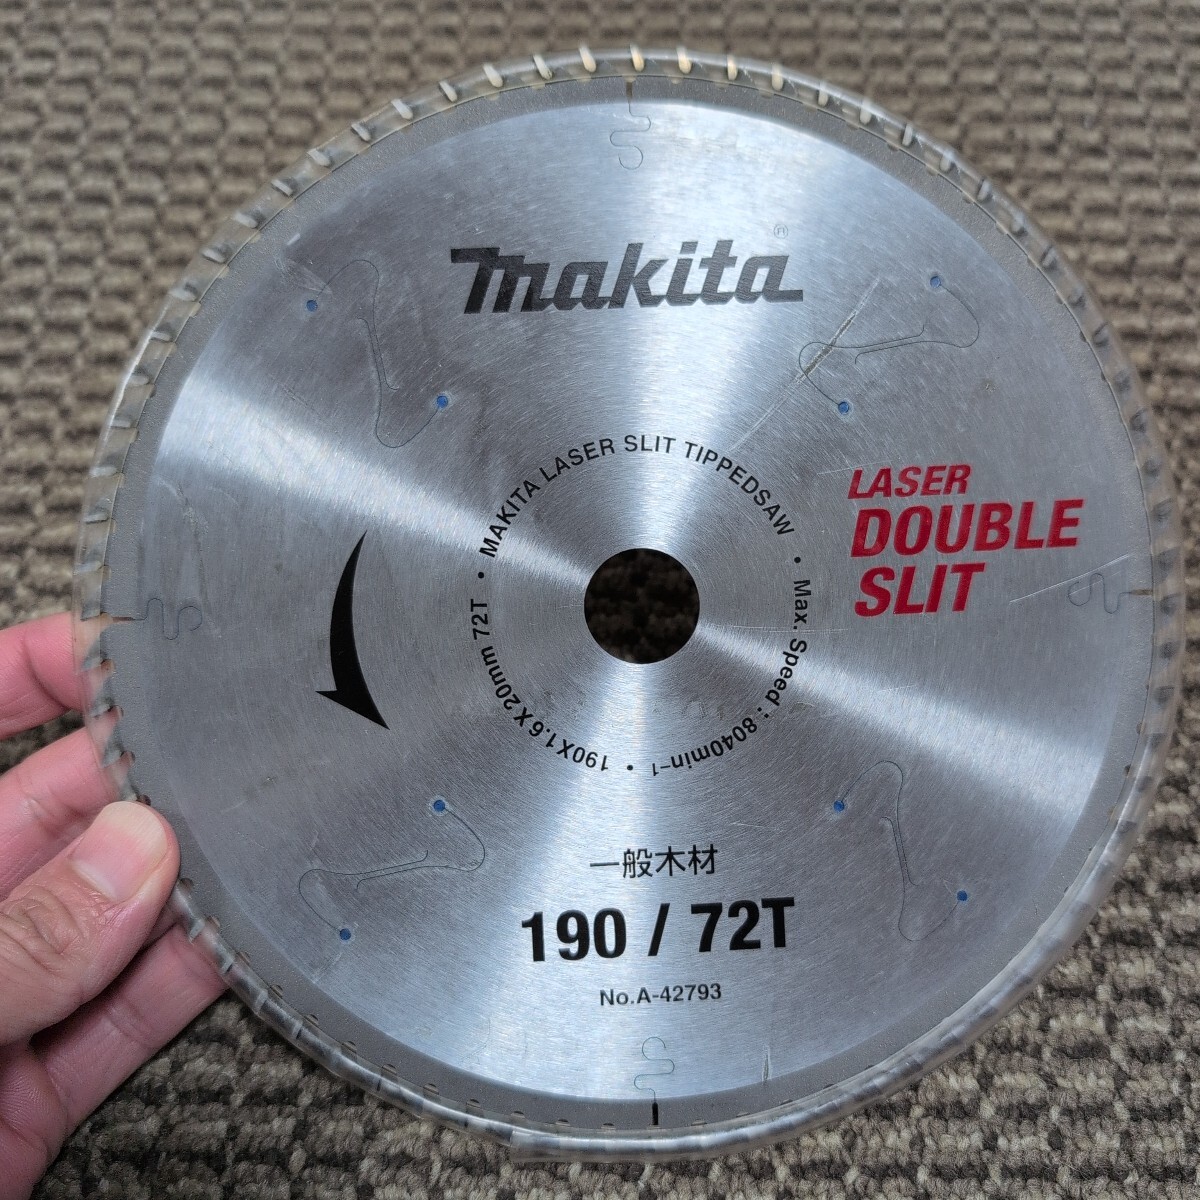 makita®
MAKITA LASER SLIT TIPPEDSAW • Max. Speed : 8040min⁻¹ • 190X1.6X20mm 72T •
LASER
DOUBLE
SLIT
一般木材
190 / 72T
No.A-42793